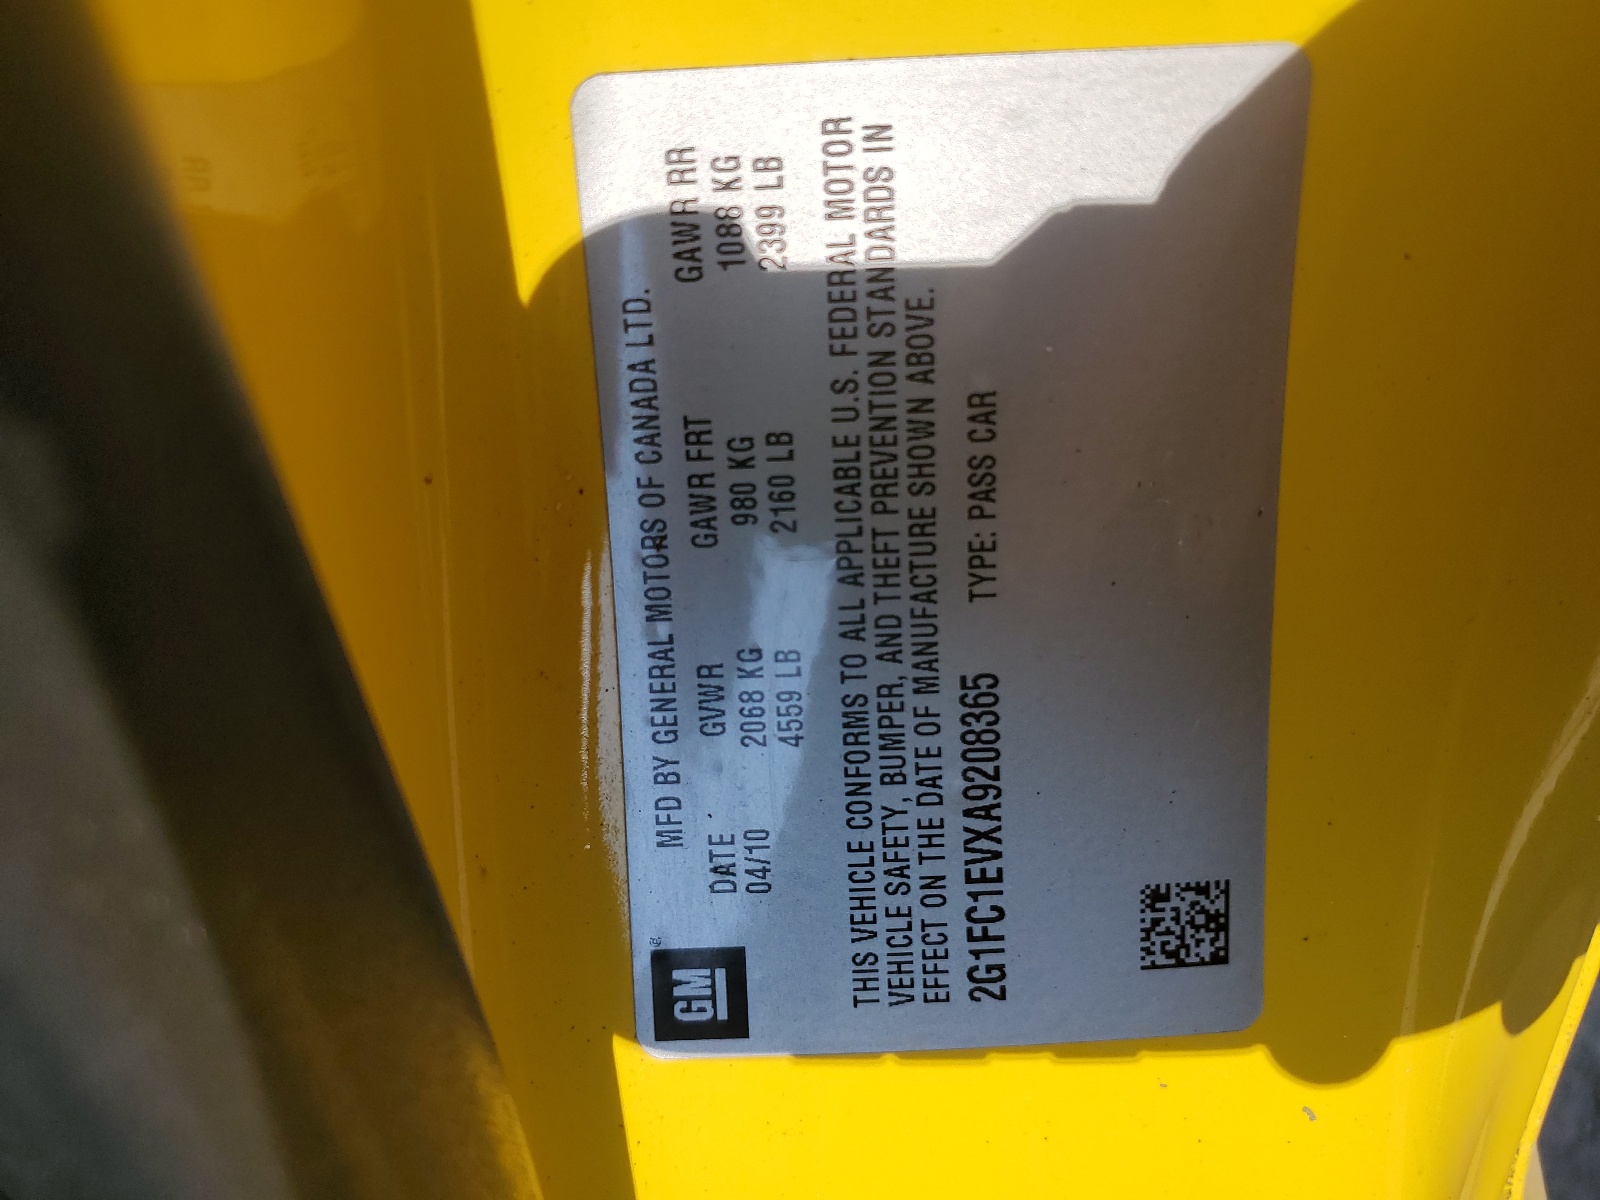 GM®
MFD BY GENERAL MOTORS OF CANADA LTD.
DATE GVWR GAWR FRT GAWR RR
04/10 2068 KG 980 KG 1088 KG
4559 LB 2160 LB 2399 LB
THIS VEHICLE CONFORMS TO ALL APPLICABLE U.S. FEDERAL MOTOR
VEHICLE SAFETY, BUMPER, AND THEFT PREVENTION STANDARDS IN
EFFECT ON THE DATE OF MANUFACTURE SHOWN ABOVE.
2G1FC1EVXA9208365 TYPE: PASS CAR